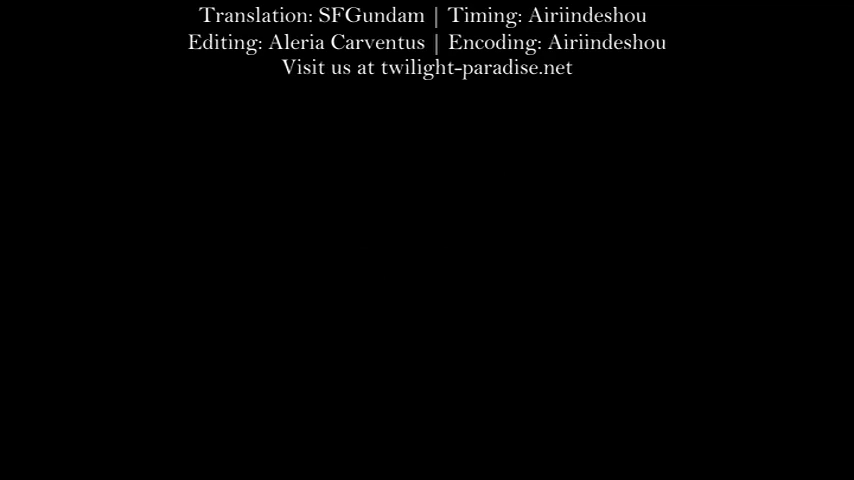 Translation: SFGundam | Timing: Airiindeshou
Editing: Aleria Carventus | Encoding: Airiindeshou
Visit us at twilight-paradise.net